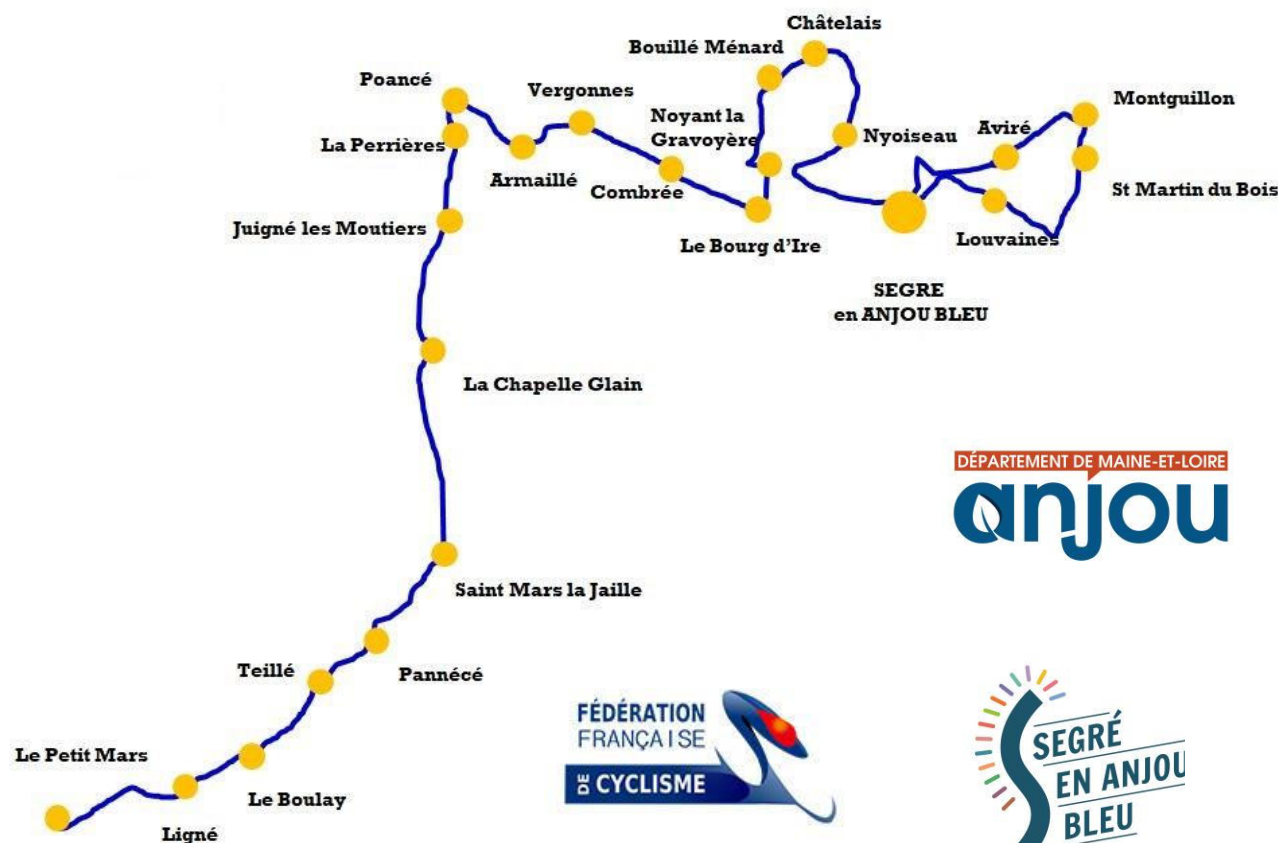 Châtelais
Bouillé Ménard
Poancé
Vergonnes
Montguillon
Noyant la
Gravoyère
La Perrières
Nyoiseau
Aviré
Armaillé
Combrée
St Martin du Bois
Juigné les Moutiers
Le Bourg d'Ire
Louvaines
SEGRE
en ANJOU BLEU
La Chapelle Glain
DÉPARTEMENT DE MAINE-ET-LOIRE
anjou
Saint Mars la Jaille
Teillé
Pannécé
FÉDÉRATION
FRANÇAISE
DE CYCLISME
SEGRÉ
EN ANJOU
BLEU
Le Petit Mars
Le Boulay
Ligné